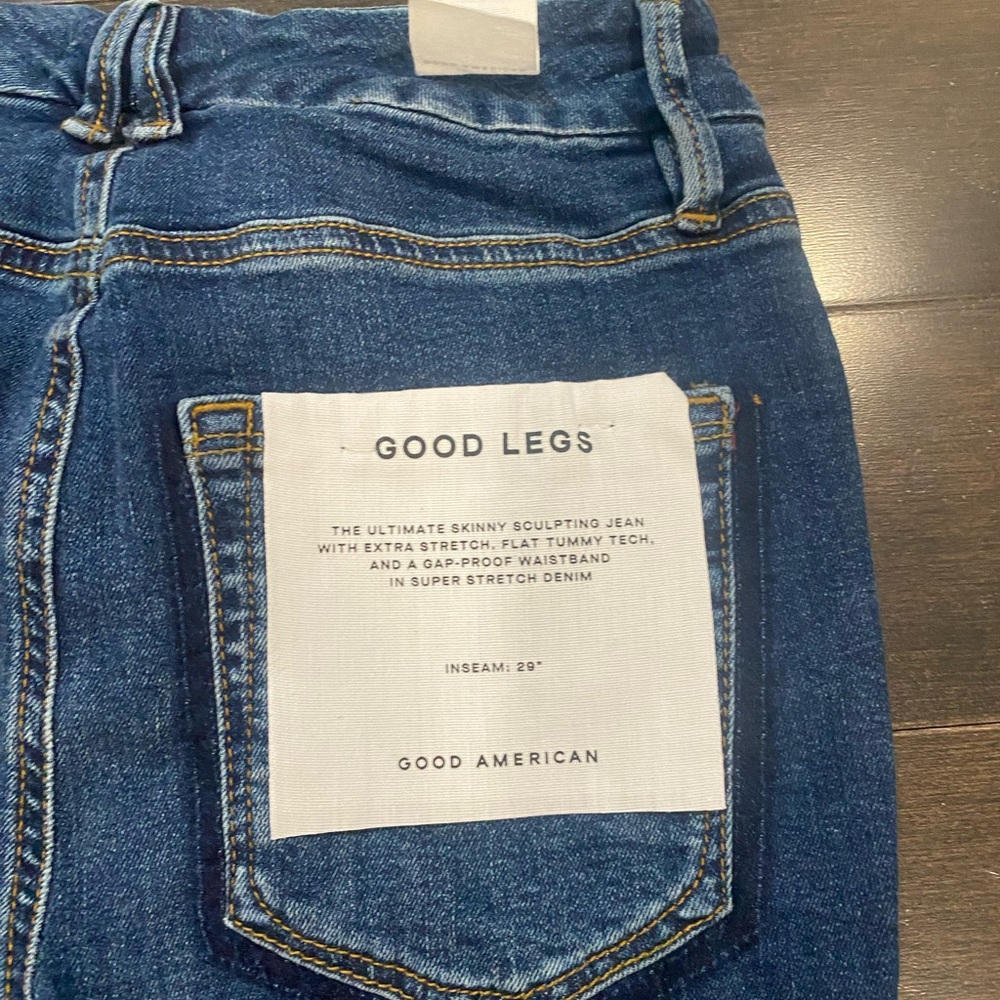 GOOD LEGS
THE ULTIMATE SKINNY SCULPTING JEAN
WITH EXTRA STRETCH, FLAT TUMMY TECH,
AND A GAP-PROOF WAISTBAND
IN SUPER STRETCH DENIM
INSEAM: 29"
GOOD AMERICAN